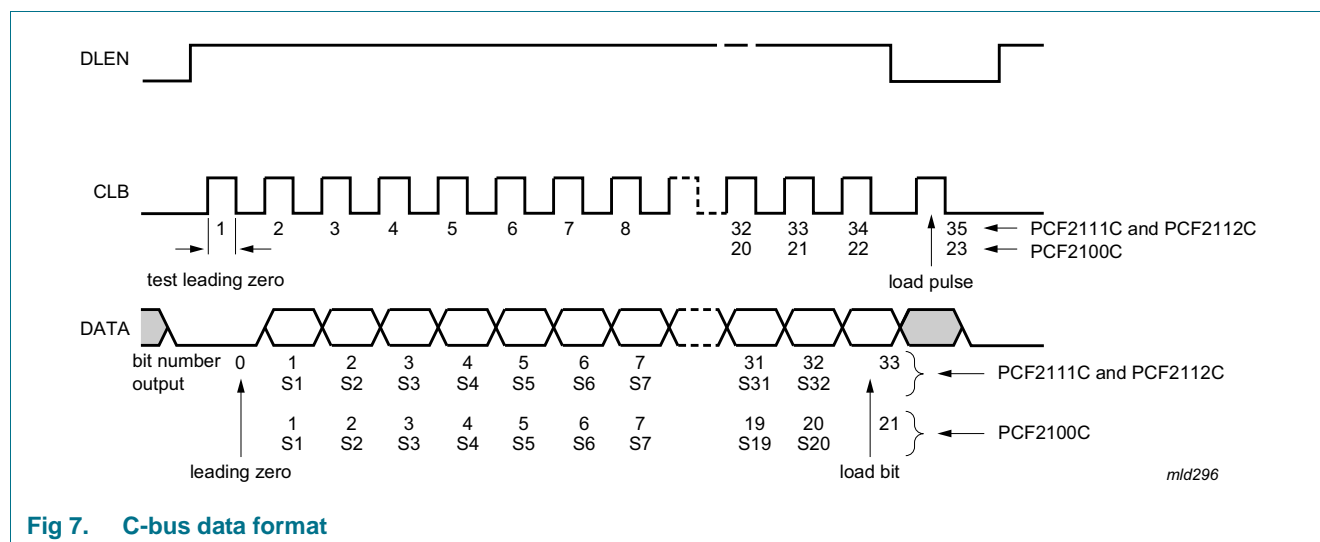 DLEN
CLB
1 2 3 4 5 6 7 8 32 33 34 35 PCF2111C and PCF2112C
20 21 22 23 PCF2100C
test leading zero load pulse
DATA
bit number 0 1 2 3 4 5 6 7 31 32 33
output S1 S2 S3 S4 S5 S6 S7 S31 S32 PCF2111C and PCF2112C
1 2 3 4 5 6 7 19 20 21
S1 S2 S3 S4 S5 S6 S7 S19 S20 PCF2100C
leading zero load bit
mld296
Fig 7. C-bus data format